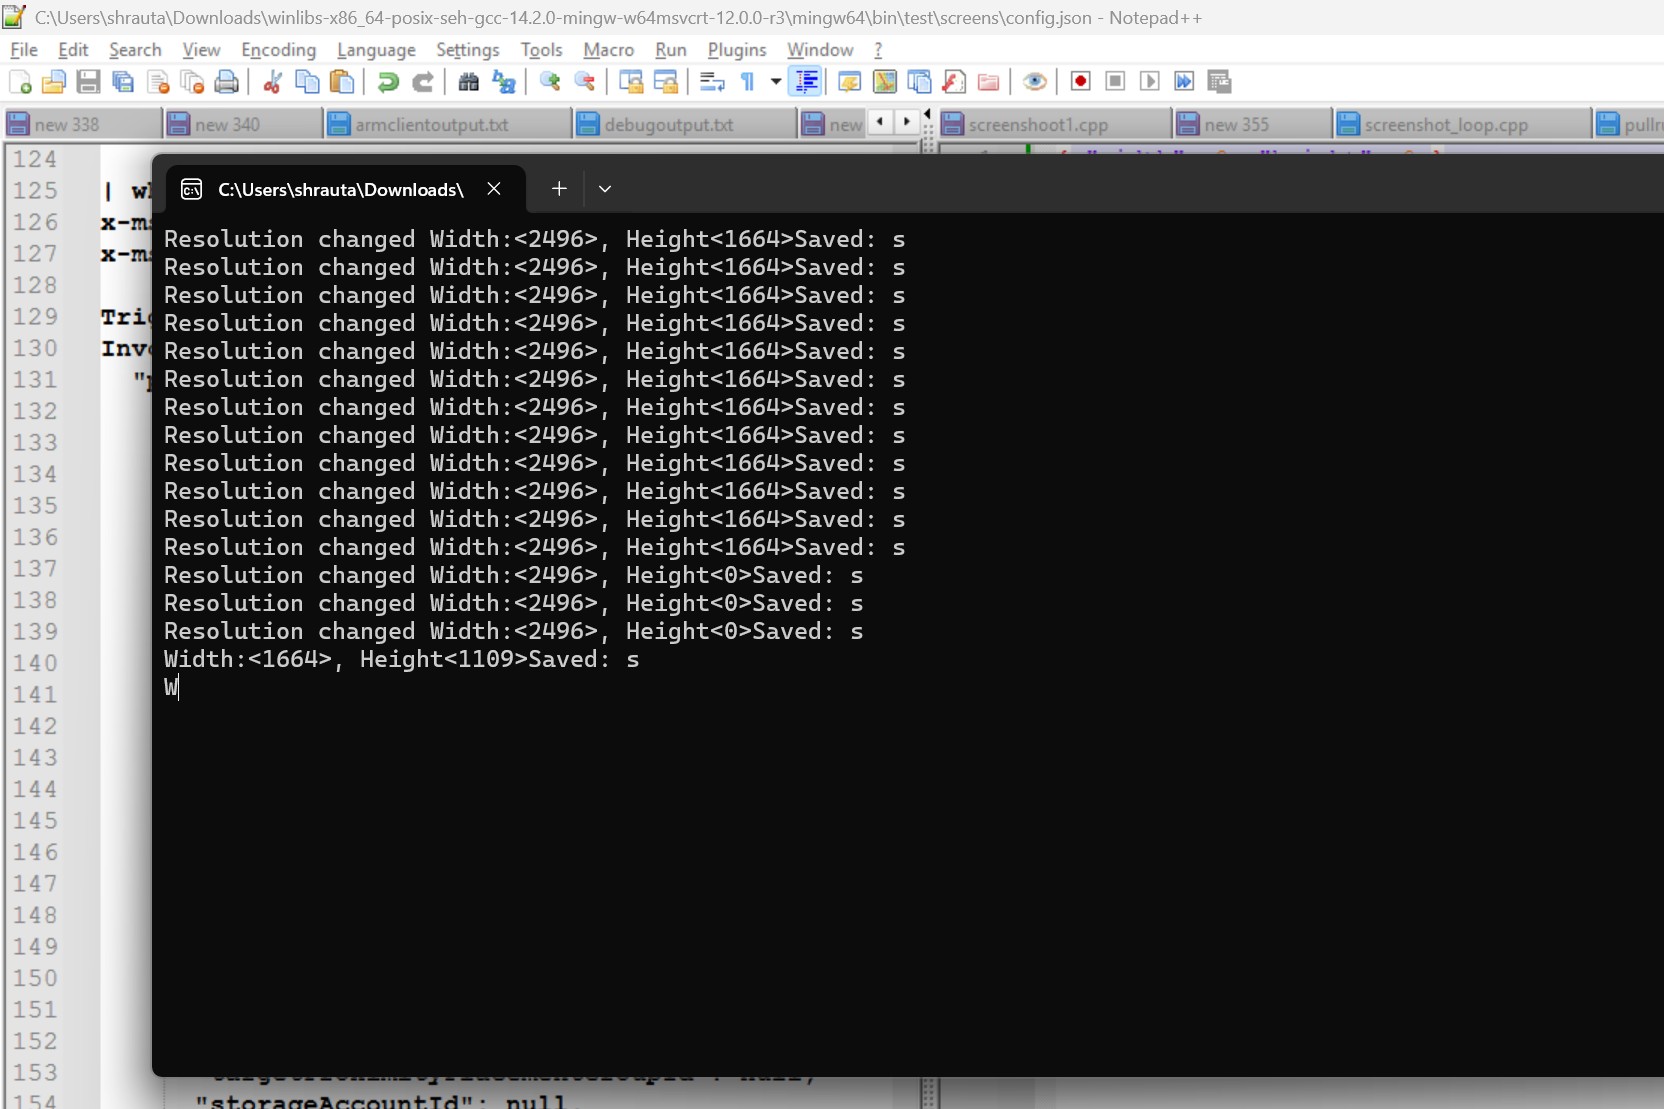 C:\Users\shrauta\Downloads\winlibs-x86_64-posix-seh-gcc-14.2.0-mingw-w64msvcrt-12.0.0-r3\mingw64\bin\test\screens\config.json - Notepad++
File Edit Search View Encoding Language Settings Tools Macro Run Plugins Window ?
new 338 new 340 armclientoutput.txt debugoutput.txt new screenshoot1.cpp new 355 screenshot_loop.cpp
C:\Users\shrauta\Downloads\
124
125 |
126 x-ms
127 x-ms
128
129 Trig
130
131
132
133
134
135
136
137
138
139
140
141
142
143
144
145
146
147
148
149
150
151
152
153
154 "storageAccountId": null,
Resolution changed Width:<2496>, Height<1664>Saved: s
Resolution changed Width:<2496>, Height<1664>Saved: s
Resolution changed Width:<2496>, Height<1664>Saved: s
Resolution changed Width:<2496>, Height<1664>Saved: s
Resolution changed Width:<2496>, Height<1664>Saved: s
Resolution changed Width:<2496>, Height<1664>Saved: s
Resolution changed Width:<2496>, Height<1664>Saved: s
Resolution changed Width:<2496>, Height<1664>Saved: s
Resolution changed Width:<2496>, Height<1664>Saved: s
Resolution changed Width:<2496>, Height<1664>Saved: s
Resolution changed Width:<2496>, Height<1664>Saved: s
Resolution changed Width:<2496>, Height<1664>Saved: s
Resolution changed Width:<2496>, Height<0>Saved: s
Resolution changed Width:<2496>, Height<0>Saved: s
Resolution changed Width:<2496>, Height<0>Saved: s
Width:<1664>, Height<1109>Saved: s
W